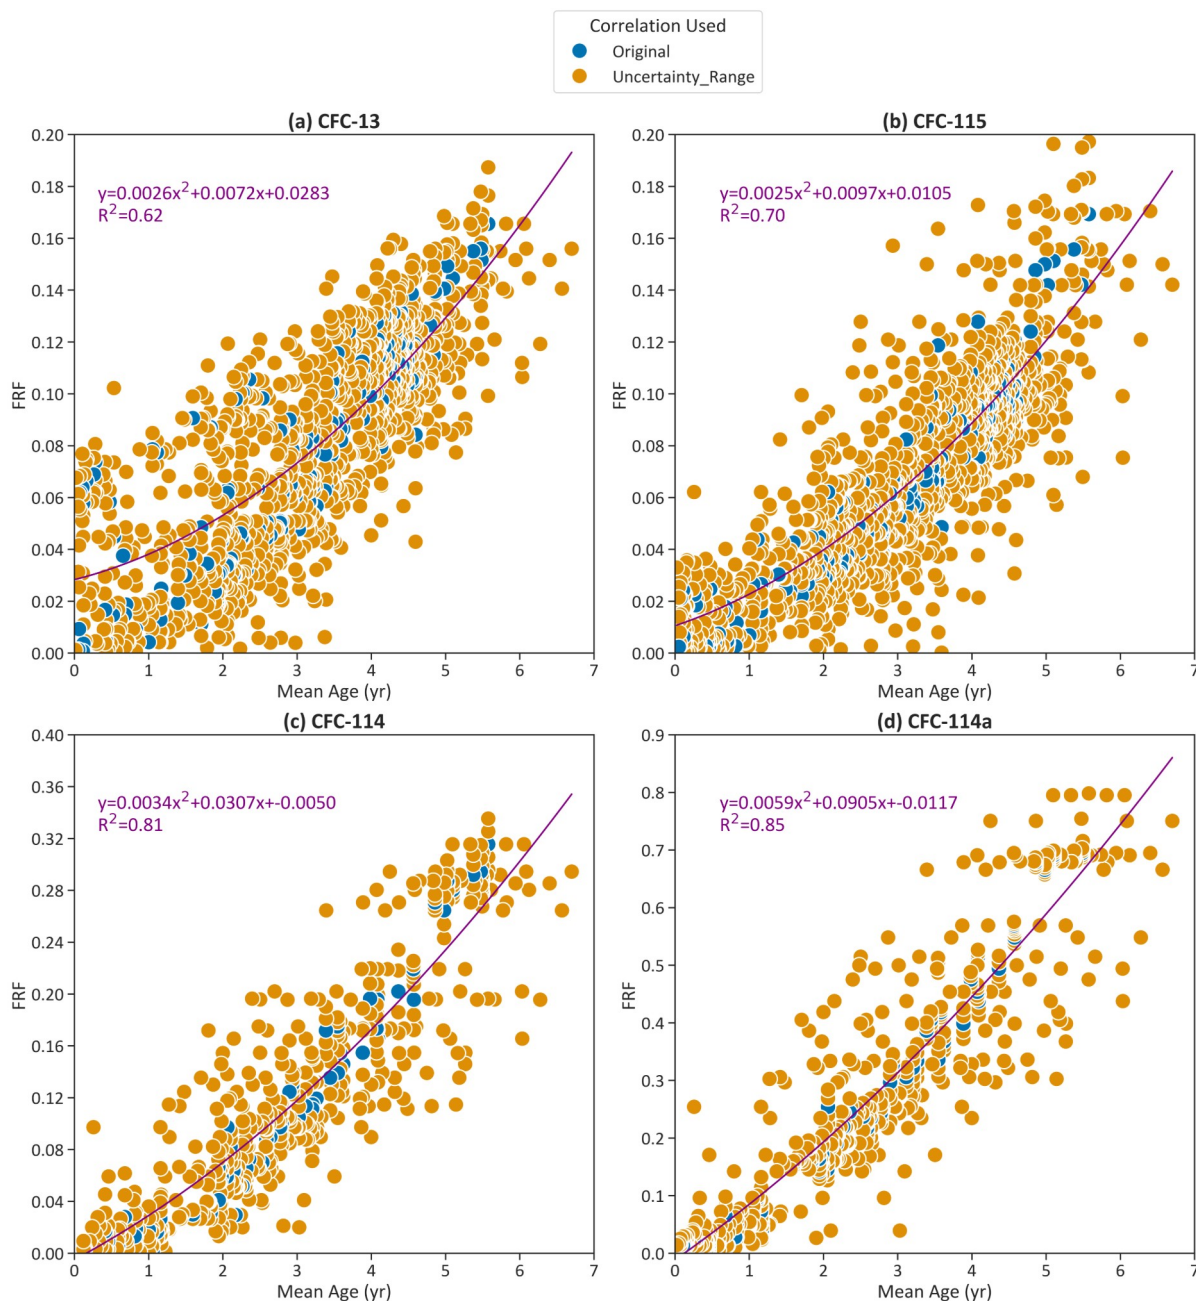 Correlation Used
Original
Uncertainty_Range
(a) CFC-13
0.20
0.18
0.16
0.14
0.12
0.10
0.08
0.06
0.04
0.02
0.00
FRF
y=0.0026x²+0.0072x+0.0283
R²=0.62
0 1 2 3 4 5 6 7
Mean Age (yr)
(b) CFC-115
0.20
0.18
0.16
0.14
0.12
0.10
0.08
0.06
0.04
0.02
0.00
FRF
y=0.0025x²+0.0097x+0.0105
R²=0.70
0 1 2 3 4 5 6 7
Mean Age (yr)
(c) CFC-114
0.40
0.36
0.32
0.28
0.24
0.20
0.16
0.12
0.08
0.04
0.00
FRF
y=0.0034x²+0.0307x+-0.0050
R²=0.81
0 1 2 3 4 5 6 7
Mean Age (yr)
(d) CFC-114a
0.9
0.8
0.7
0.6
0.5
0.4
0.3
0.2
0.1
0.0
FRF
y=0.0059x²+0.0905x+-0.0117
R²=0.85
0 1 2 3 4 5 6 7
Mean Age (yr)